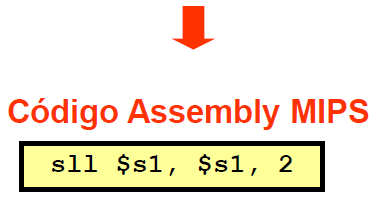 Código Assembly MIPS
sll $s1, $s1, 2